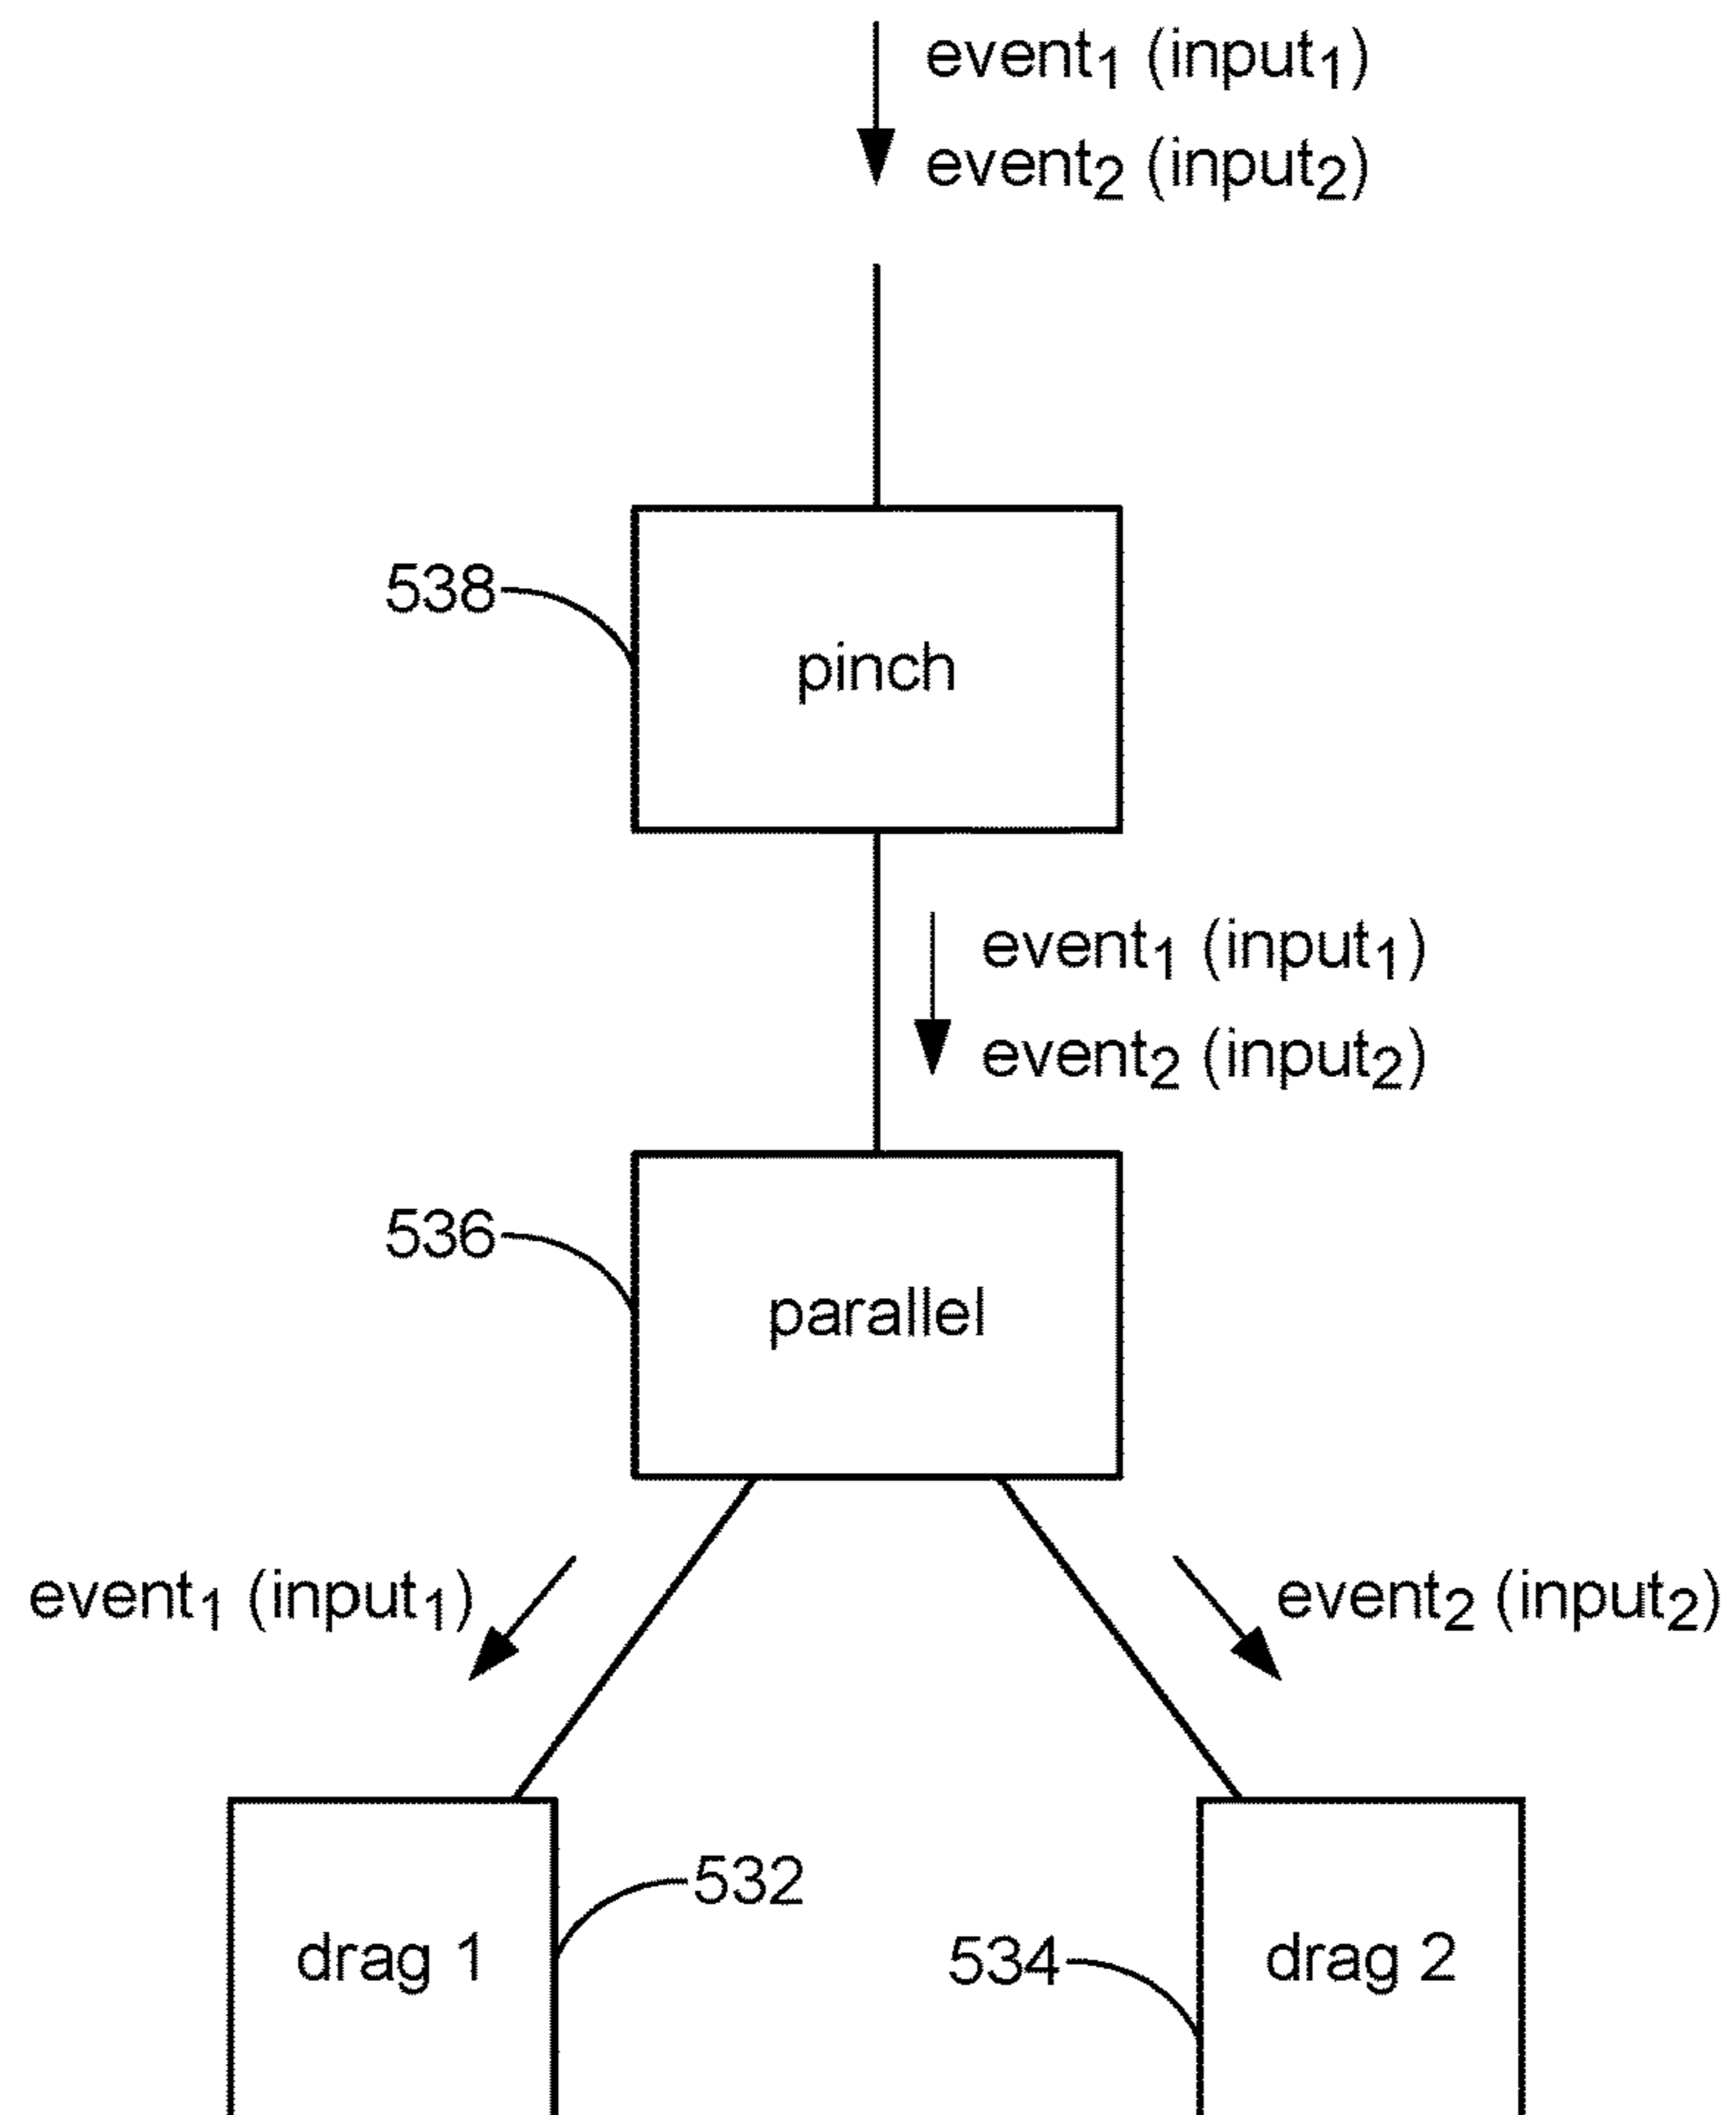 event₁ (input₁)
event₂ (input₂)
538
pinch
event₁ (input₁)
event₂ (input₂)
536
parallel
event₁ (input₁)
event₂ (input₂)
532
drag 1
534
drag 2